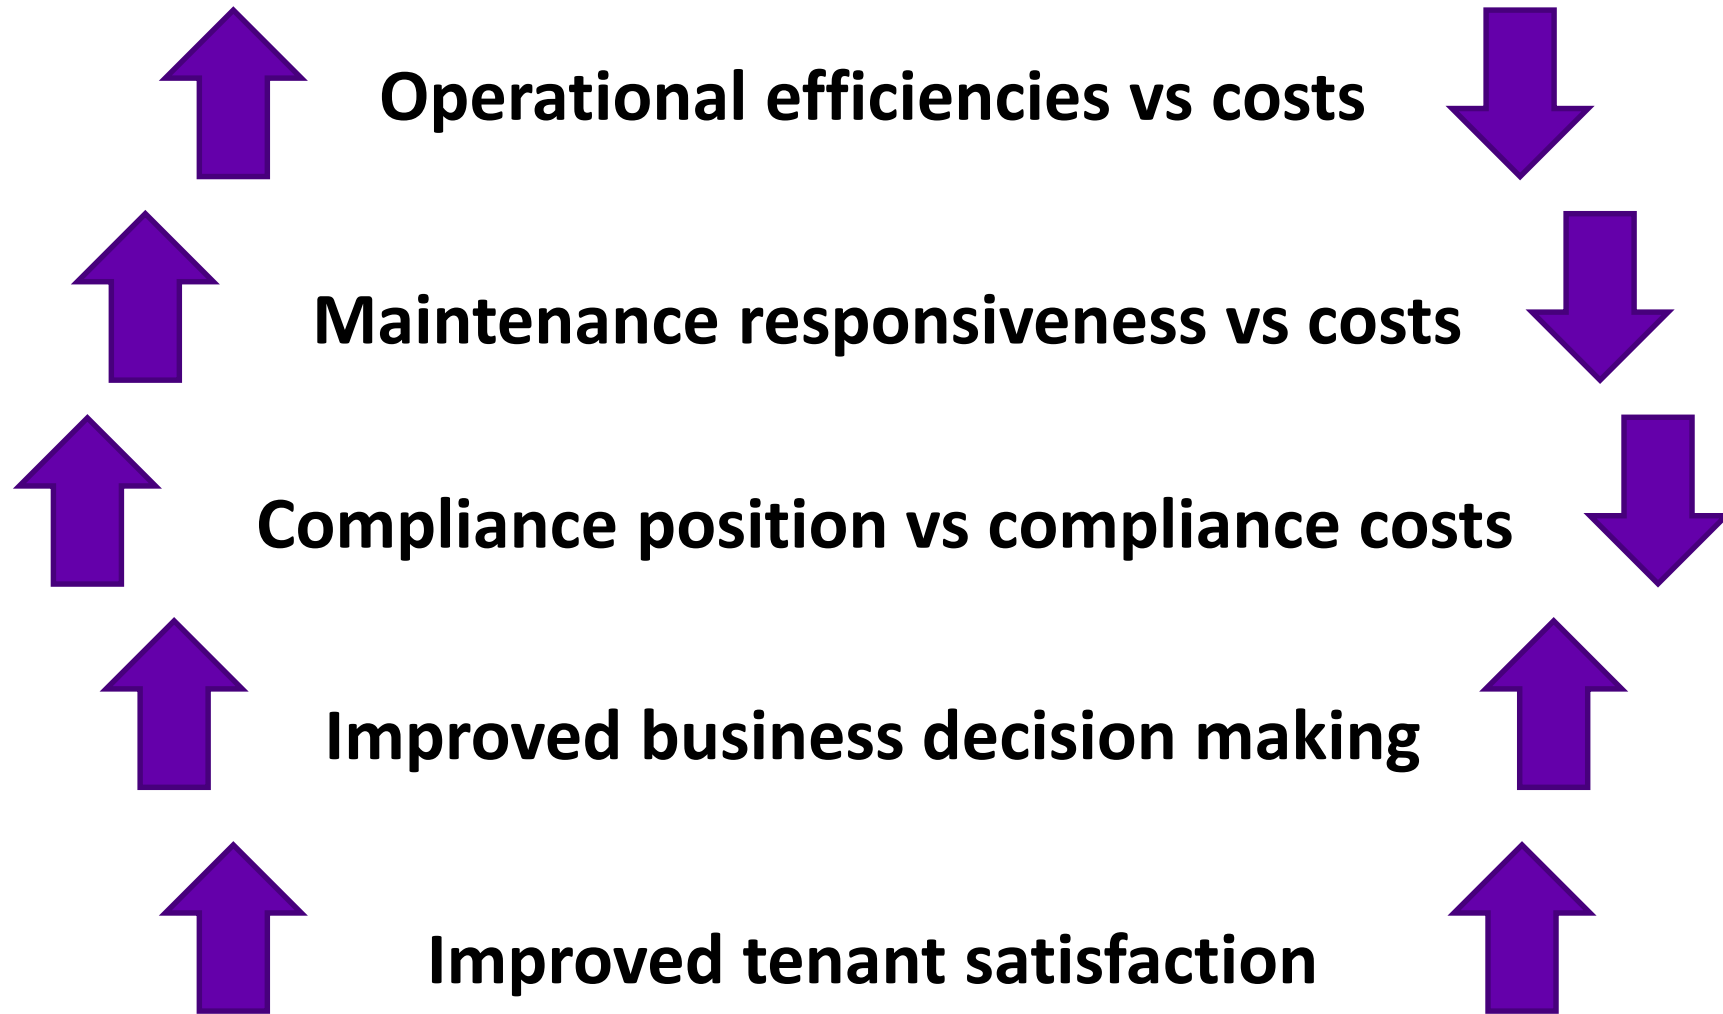 Operational efficiencies vs costs
Maintenance responsiveness vs costs
Compliance position vs compliance costs
Improved business decision making
Improved tenant satisfaction